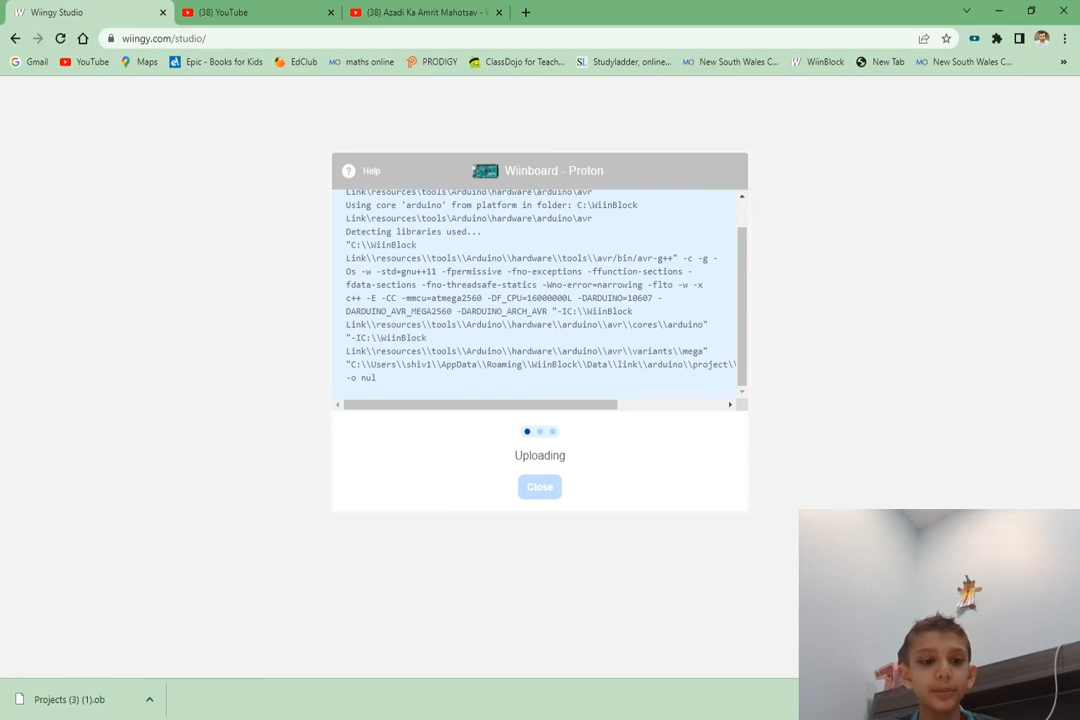 Wiingy Studio
(38) YouTube
(38) Azadi Ka Amrit Mahotsav -
wiingy.com/studio/
Gmail
YouTube
Maps
Epic - Books for Kids
EdClub
maths online
PRODIGY
ClassDojo for Teach...
Studyladder, online...
New South Wales C...
WiinBlock
New Tab
New South Wales C...
Help
Wiinboard - Proton
Link\resources\tools\Arduino\hardware\arduino\avr
Using core 'arduino' from platform in folder: C:\WiinBlock
Link\resources\tools\Arduino\hardware\arduino\avr
Detecting libraries used...
"C:\\WiinBlock
Link\\resources\\tools\\Arduino\\hardware\\tools\\avr/bin/avr-g++" -c -g -
Os -w -std=gnu++11 -fpermissive -fno-exceptions -ffunction-sections -
fdata-sections -fno-threadsafe-statics -Wno-error=narrowing -flto -w -x
c++ -E -CC -mmcu=atmega2560 -DF_CPU=16000000L -DARDUINO=10607 -
DARDUINO_AVR_MEGA2560 -DARDUINO_ARCH_AVR "-IC:\\WiinBlock
Link\\resources\\tools\\Arduino\\hardware\\arduino\\avr\\cores\\arduino"
"-IC:\\WiinBlock
Link\\resources\\tools\\Arduino\\hardware\\arduino\\avr\\variants\\mega"
"C:\\Users\\shiv1\\AppData\\Roaming\\WiinBlock\\Data\\link\\arduino\\project\\
-o nul
Uploading
Close
Projects (3) (1).ob